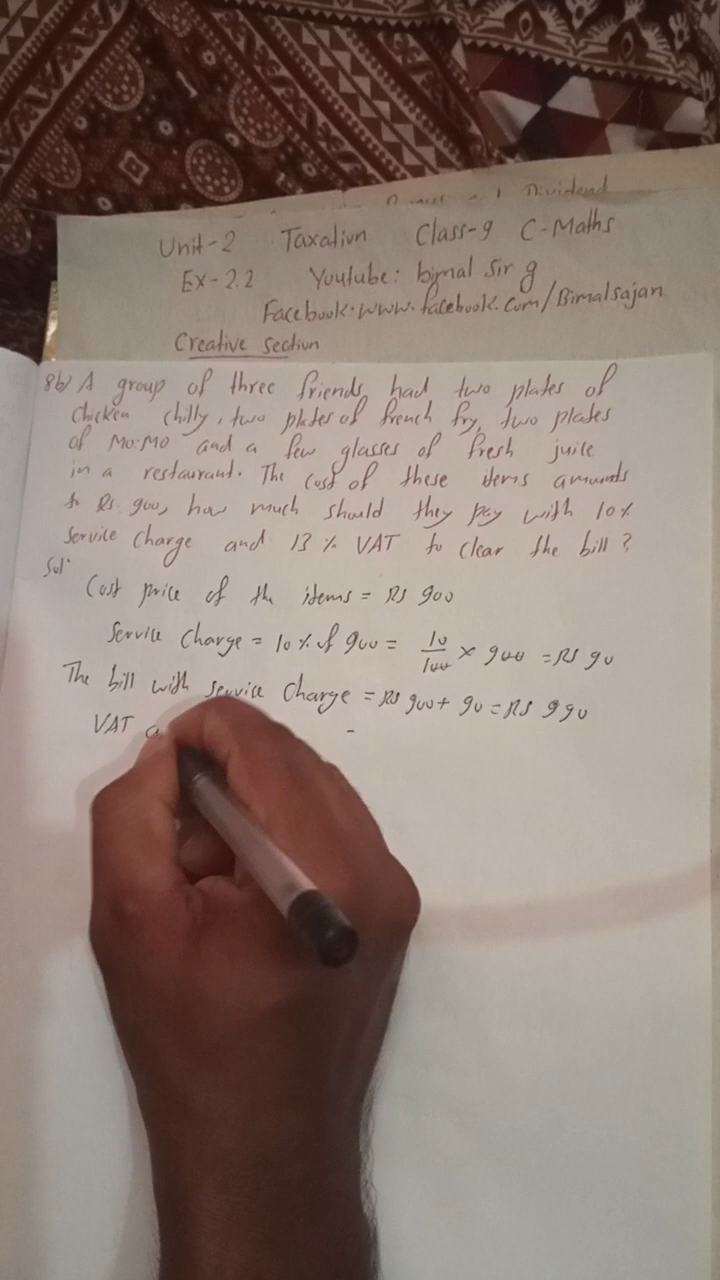 Dividend
Unit-2 Taxation Class-9 C-Maths
Ex-2.2 Youtube: bimal Sir g
Facebook: www.facebook.com/Bimalsajan
Creative section
8b) A group of three friends had two plates of
Chicken chilly, two plates of french fry, two plates
of Mo:Mo and a few glasses of fresh juice
in a restaurant. The cost of these items amounts
to Rs. 900, how much should they pay with 10%
Service charge and 13% VAT to clear the bill?
Solⁿ
Cost price of the items = Rs 900
Service Charge = 10% of 900 = 10/100 × 900 = Rs 90
The bill with service Charge = Rs 900 + 90 = Rs 990
VAT a